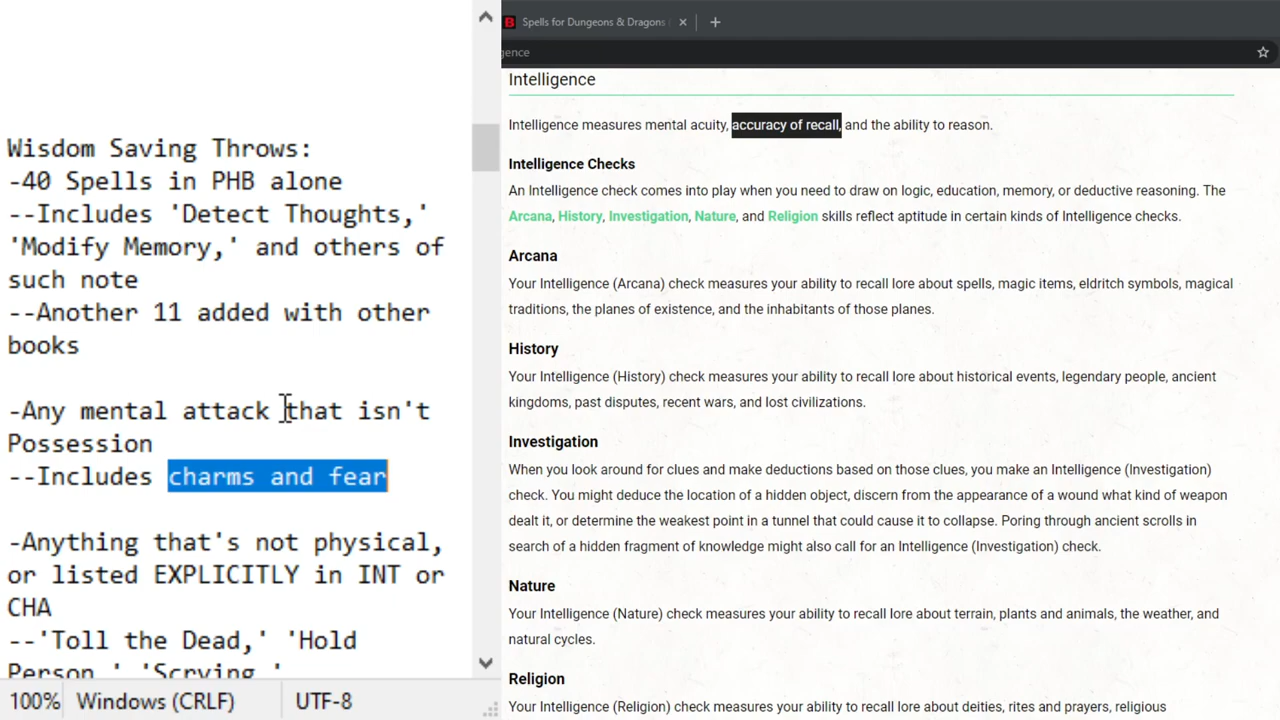 Wisdom Saving Throws:
-40 Spells in PHB alone
--Includes 'Detect Thoughts,'
'Modify Memory,' and others of
such note
--Another 11 added with other
books
-Any mental attack that isn't
Possession
--Includes charms and fear
-Anything that's not physical,
or listed EXPLICITLY in INT or
CHA
--'Toll the Dead,' 'Hold
Person,' 'Scrying,'
100% Windows (CRLF) UTF-8
B Spells for Dungeons & Dragons
gence
Intelligence
Intelligence measures mental acuity, accuracy of recall, and the ability to reason.
Intelligence Checks
An Intelligence check comes into play when you need to draw on logic, education, memory, or deductive reasoning. The
Arcana, History, Investigation, Nature, and Religion skills reflect aptitude in certain kinds of Intelligence checks.
Arcana
Your Intelligence (Arcana) check measures your ability to recall lore about spells, magic items, eldritch symbols, magical
traditions, the planes of existence, and the inhabitants of those planes.
History
Your Intelligence (History) check measures your ability to recall lore about historical events, legendary people, ancient
kingdoms, past disputes, recent wars, and lost civilizations.
Investigation
When you look around for clues and make deductions based on those clues, you make an Intelligence (Investigation)
check. You might deduce the location of a hidden object, discern from the appearance of a wound what kind of weapon
dealt it, or determine the weakest point in a tunnel that could cause it to collapse. Poring through ancient scrolls in
search of a hidden fragment of knowledge might also call for an Intelligence (Investigation) check.
Nature
Your Intelligence (Nature) check measures your ability to recall lore about terrain, plants and animals, the weather, and
natural cycles.
Religion
Your Intelligence (Religion) check measures your ability to recall lore about deities, rites and prayers, religious